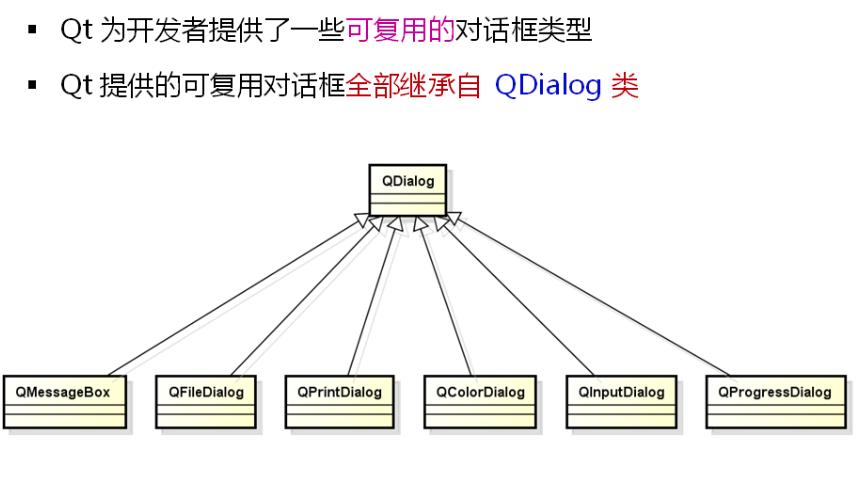 ▪ Qt 为开发者提供了一些可复用的对话框类型
▪ Qt 提供的可复用对话框全部继承自 QDialog 类
QDialog
QMessageBox QFileDialog QPrintDialog QColorDialog QInputDialog QProgressDialog